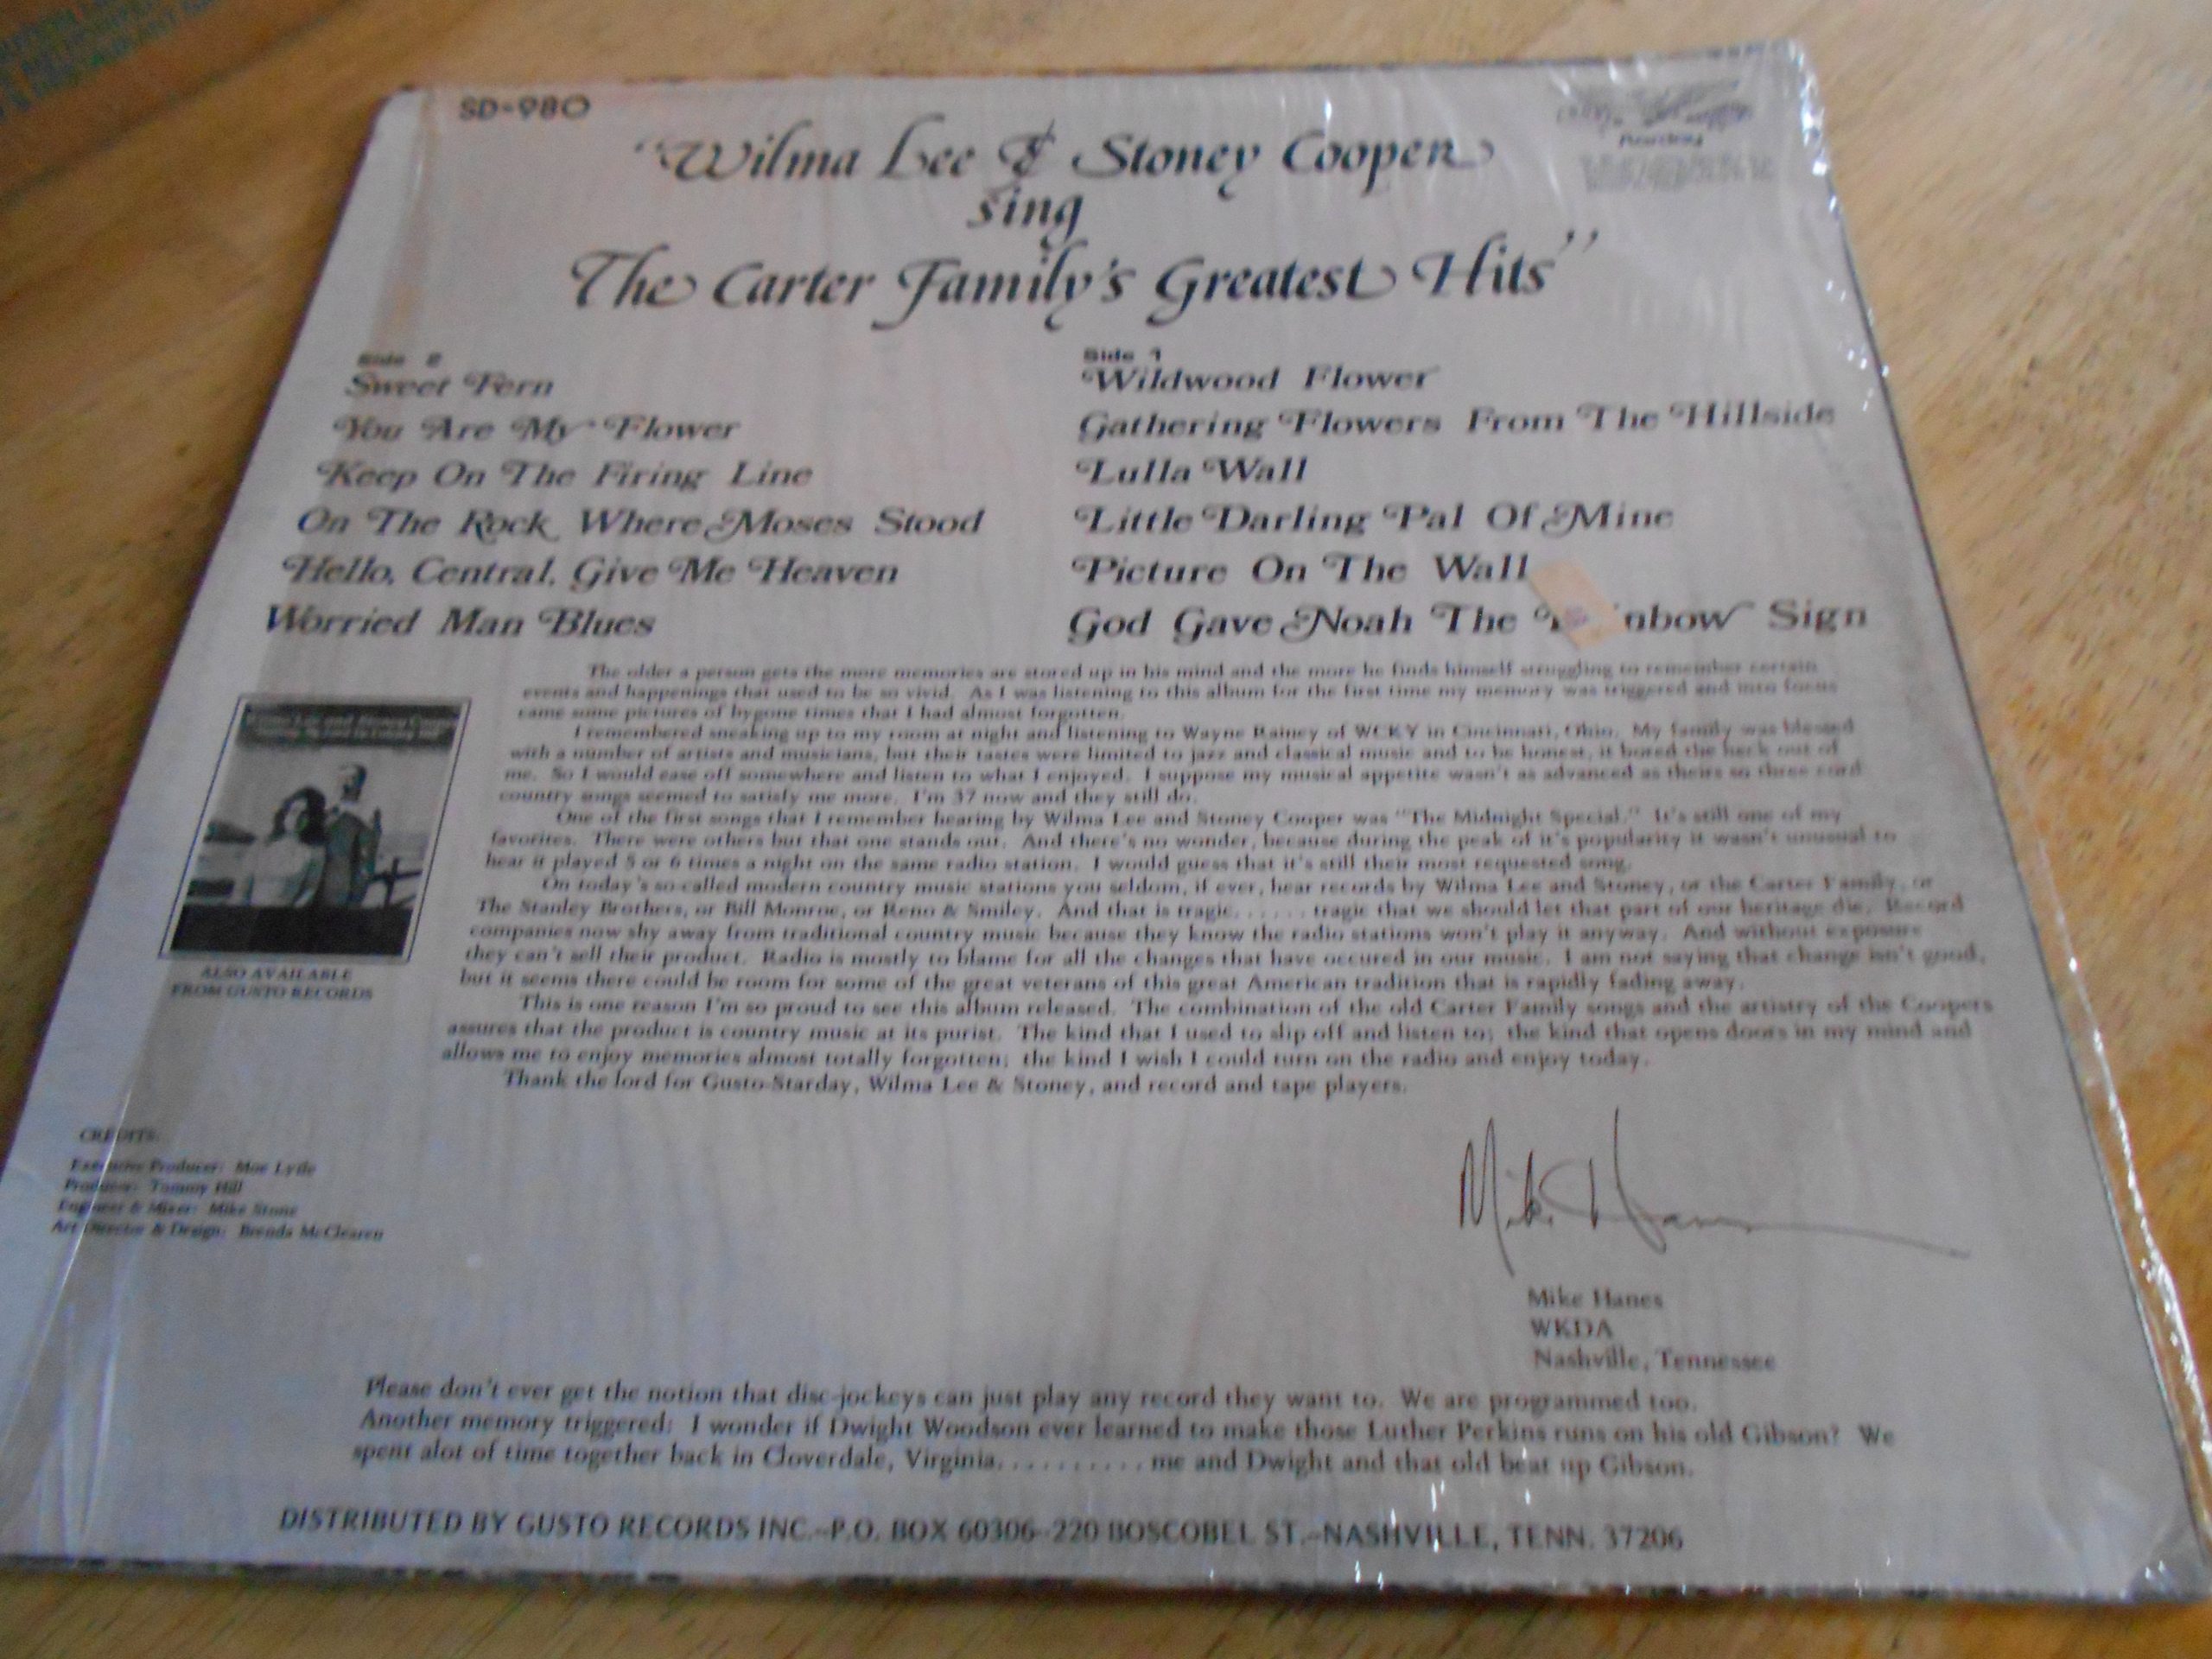 SD-980
"Wilma Lee & Stoney Cooper
sing
The Carter Family's Greatest Hits"
Side 2
Sweet Fern
You Are My Flower
Keep On The Firing Line
On The Rock Where Moses Stood
Hello, Central, Give Me Heaven
Worried Man Blues
Side 1
Wildwood Flower
Gathering Flowers From The Hillside
Lulla Wall
Little Darling Pal Of Mine
Picture On The Wall
God Gave Noah The nbow Sign
The older a person gets the more memories are stored up in his mind and the more he finds himself struggling to remember certain
events and happenings that used to be so vivid. As I was listening to this album for the first time my memory was triggered and into focus
came some pictures of bygone times that I had almost forgotten.
I remembered sneaking up to my room at night and listening to Wayne Rainey of WCKY in Cincinnati, Ohio. My family was blessed
with a number of artists and musicians, but their tastes were limited to jazz and classical music and to be honest, it bored the heck out of
me. So I would ease off somewhere and listen to what I enjoyed. I suppose my musical appetite wasn't as advanced as theirs so three cord
country songs seemed to satisfy me more. I'm 37 now and they still do.
One of the first songs that I remember hearing by Wilma Lee and Stoney Cooper was "The Midnight Special." It's still one of my
favorites. There were others but that one stands out. And there's no wonder, because during the peak of it's popularity it wasn't unusual to
hear it played 5 or 6 times a night on the same radio station. I would guess that it's still their most requested song.
On today's so-called modern country music stations you seldom, if ever, hear records by Wilma Lee and Stoney, or the Carter Family, or
The Stanley Brothers, or Bill Monroe, or Reno & Smiley. And that is tragic...... tragic that we should let that part of our heritage die. Record
companies now shy away from traditional country music because they know the radio stations won't play it anyway. And without exposure
they can't sell their product. Radio is mostly to blame for all the changes that have occured in our music. I am not saying that change isn't good,
but it seems there could be room for some of the great veterans of this great American tradition that is rapidly fading away.
This is one reason I'm so proud to see this album released. The combination of the old Carter Family songs and the artistry of the Coopers
assures that the product is country music at its purist. The kind that I used to slip off and listen to; the kind that opens doors in my mind and
allows me to enjoy memories almost totally forgotten; the kind I wish I could turn on the radio and enjoy today.
Thank the lord for Gusto-Starday, Wilma Lee & Stoney, and record and tape players.
Wilma Lee and Stoney Cooper
ALSO AVAILABLE
FROM GUSTO RECORDS
CREDITS:
Executive Producer: Moe Lytle
Producer: Tommy Hill
Engineer & Mixer: Mike Stone
Art Director & Design: Brenda McClearen
Mike Hanes
Mike Hanes
WKDA
Nashville, Tennessee
Please don't ever get the notion that disc-jockeys can just play any record they want to. We are programmed too.
Another memory triggered: I wonder if Dwight Woodson ever learned to make those Luther Perkins runs on his old Gibson? We
spent alot of time together back in Cloverdale, Virginia.......... me and Dwight and that old beat up Gibson.
DISTRIBUTED BY GUSTO RECORDS INC.--P.O. BOX 60306--220 BOSCOBEL ST.--NASHVILLE, TENN. 37206